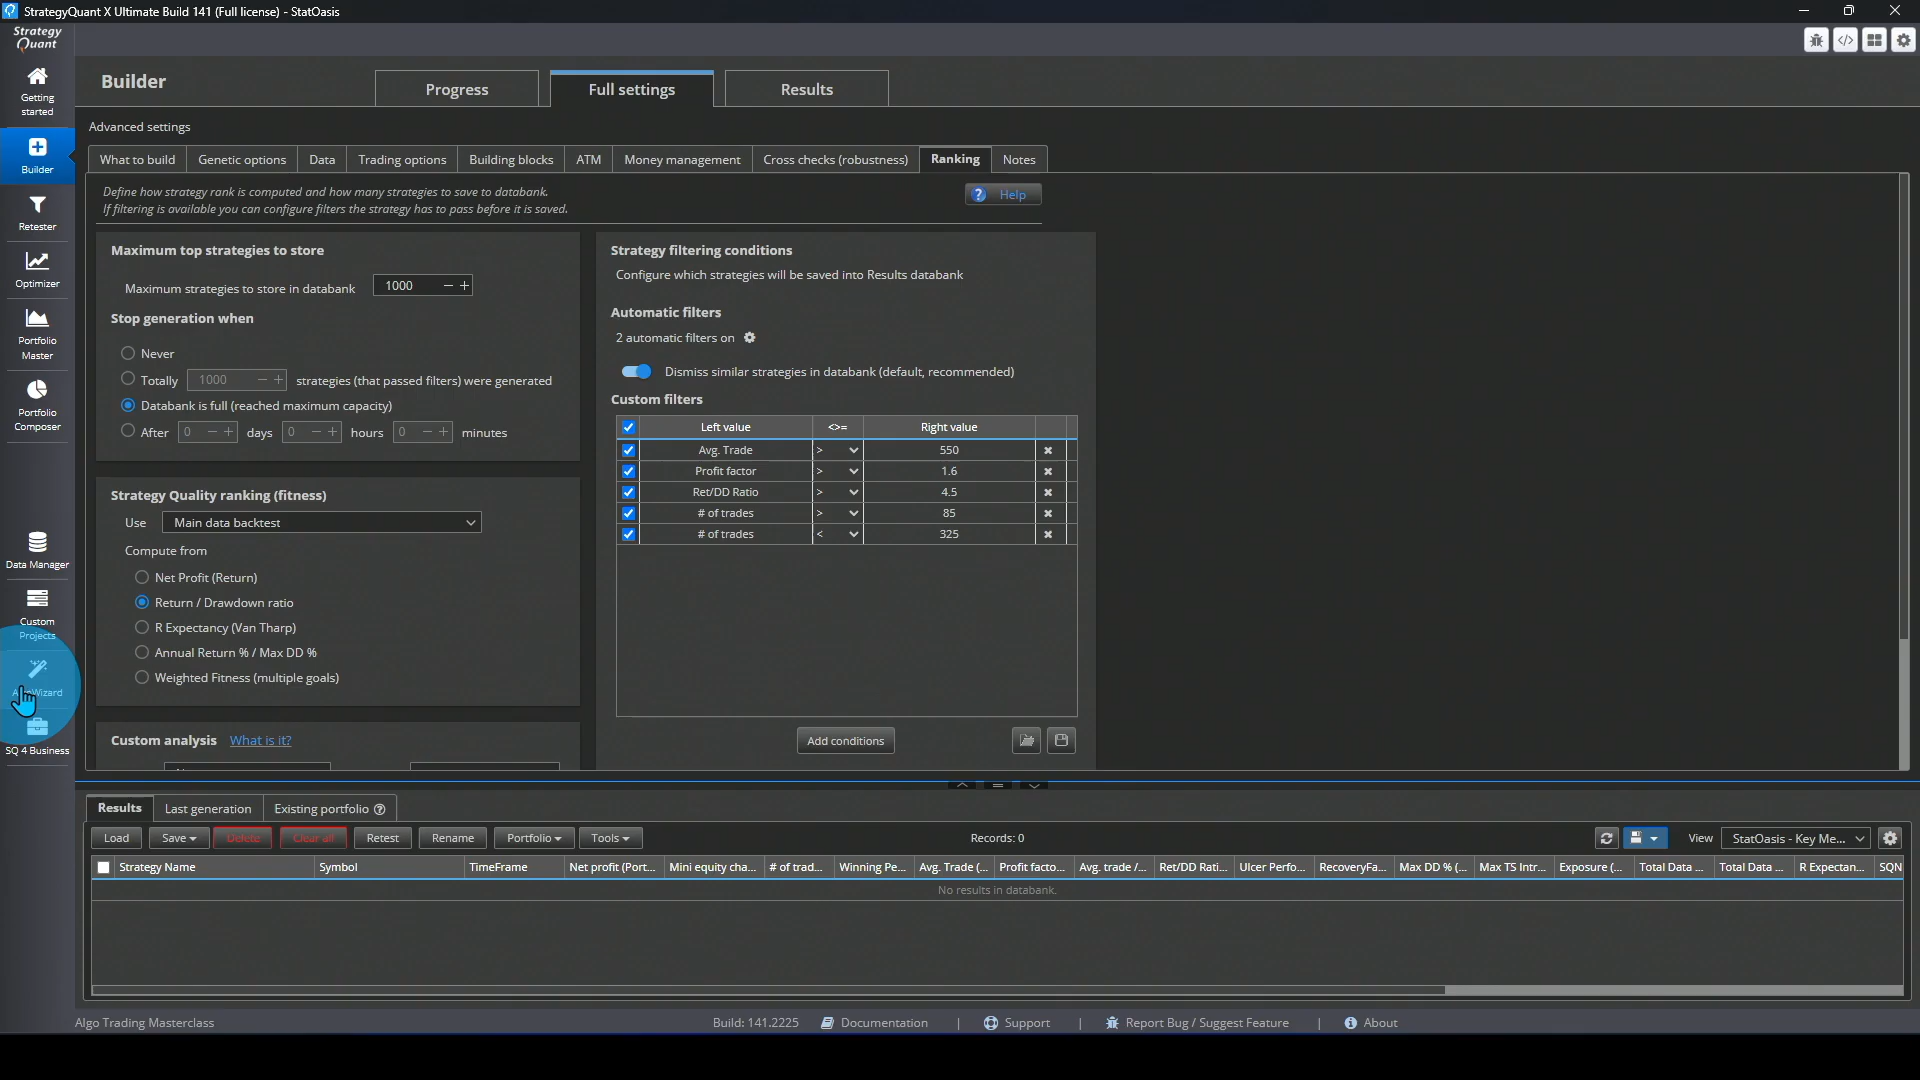 StrategyQuant X Ultimate Build 141 (Full license) - StatOasis
Strategy
Quant
Getting
started
Builder
Retester
Optimizer
Portfolio
Master
Portfolio
Composer
Data Manager
Custom
Projects
SQ 4 Business
Builder
Progress
Full settings
Results
Advanced settings
What to build
Genetic options
Data
Trading options
Building blocks
ATM
Money management
Cross checks (robustness)
Ranking
Notes
Define how strategy rank is computed and how many strategies to save to databank.
If filtering is available you can configure filters the strategy has to pass before it is saved.
? Help
Maximum top strategies to store
Maximum strategies to store in databank 1000 − +
Stop generation when
Never
Totally 1000 − + strategies (that passed filters) were generated
Databank is full (reached maximum capacity)
After 0 − + days 0 − + hours 0 − + minutes
Strategy Quality ranking (fitness)
Use Main data backtest
Compute from
Net Profit (Return)
Return / Drawdown ratio
R Expectancy (Van Tharp)
Annual Return % / Max DD %
Weighted Fitness (multiple goals)
Custom analysis What is it?
Strategy filtering conditions
Configure which strategies will be saved into Results databank
Automatic filters
2 automatic filters on
Dismiss similar strategies in databank (default, recommended)
Custom filters
Left value <>= Right value
Avg. Trade > 550
Profit factor > 1.6
Ret/DD Ratio > 4.5
# of trades > 85
# of trades < 325
Add conditions
Results
Last generation
Existing portfolio ?
Load
Save
Delete
Clear all
Retest
Rename
Portfolio
Tools
Records: 0
View StatOasis - Key Me...
Strategy Name Symbol TimeFrame Net profit (Port... Mini equity cha... # of trad... Winning Pe... Avg. Trade (... Profit facto... Avg. trade /... Ret/DD Rati... Ulcer Perfo... RecoveryFa... Max DD % (... Max TS Intr... Exposure (... Total Data ... Total Data ... R Expectan... SQN
No results in databank.
Algo Trading Masterclass
Build: 141.2225
Documentation | Support | Report Bug / Suggest Feature | About